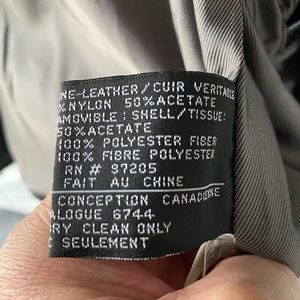 NE-LEATHER/CUIR VERITABLE
% NYLON 50% ACETATE
AMOVIBLE: SHELL/TISSU:
50% ACETATE
100% POLYESTER FIBER
100% FIBRE POLYESTER
RN # 97205
FAIT AU CHINE
CONCEPTION CANADIENNE
ALOGUE 6744
RY CLEAN ONLY
C SEULEMENT